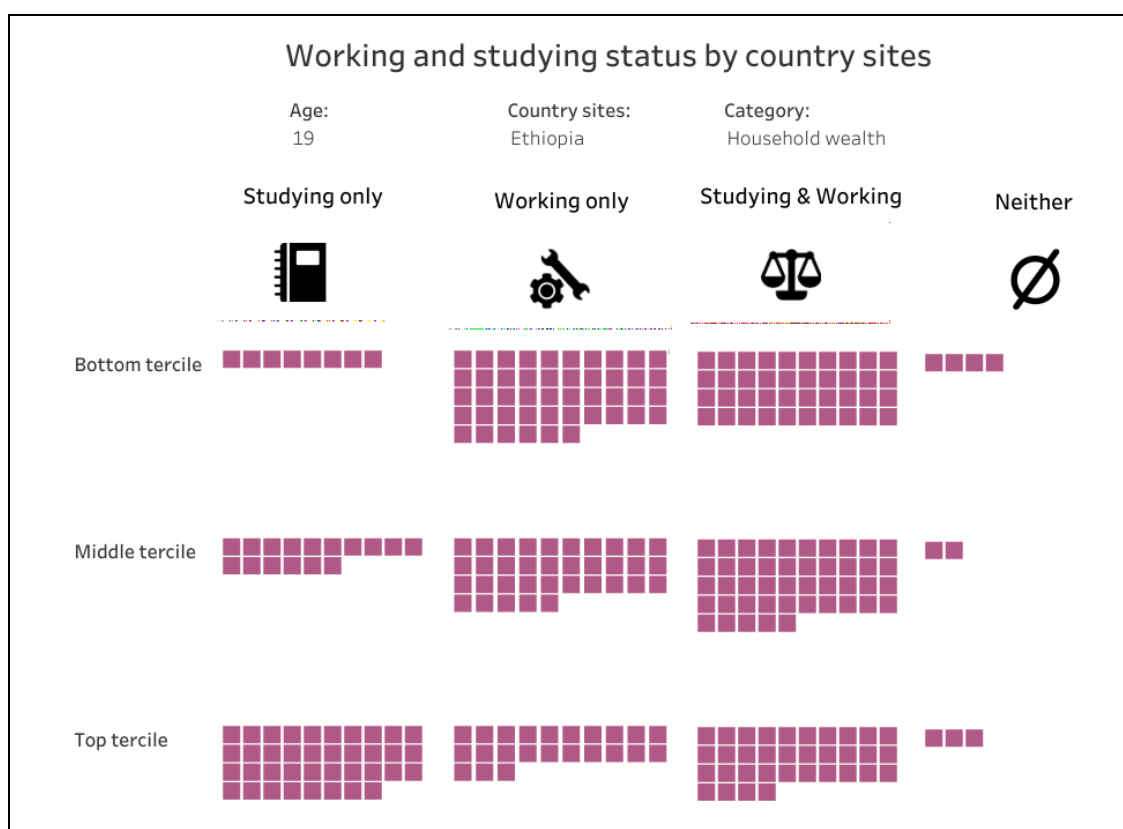 Working and studying status by country sites
Age: Country sites: Category:
19 Ethiopia Household wealth
Studying only Working only Studying & Working Neither
Bottom tercile
Middle tercile
Top tercile